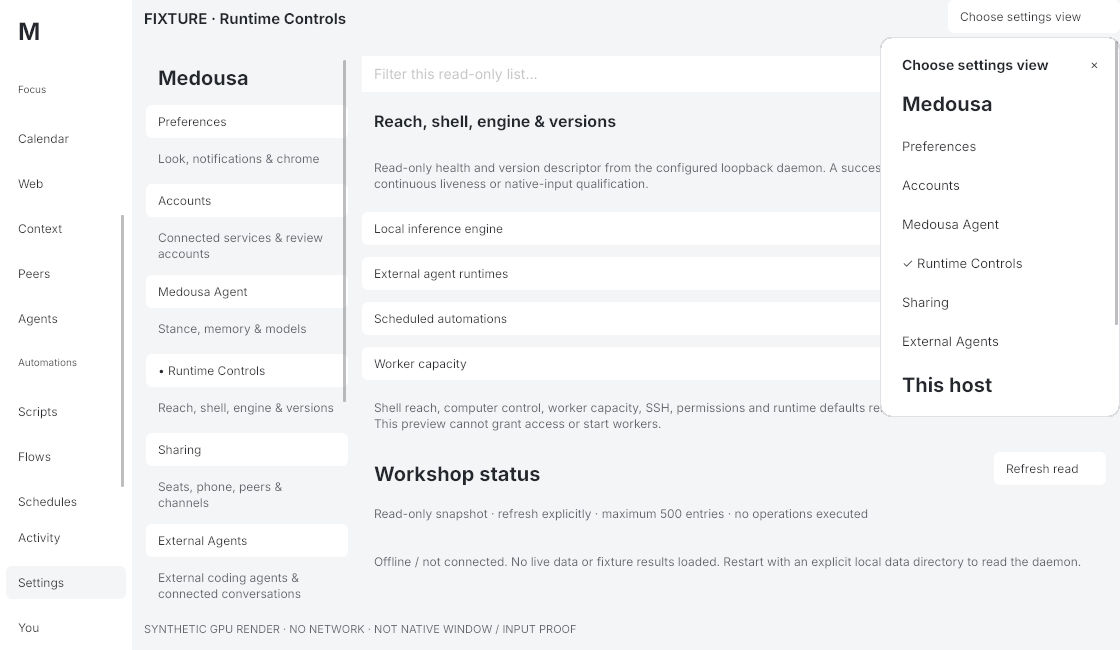 M
Focus
Calendar
Web
Context
Peers
Agents
Automations
Scripts
Flows
Schedules
Activity
Settings
You
FIXTURE · Runtime Controls
Choose settings view
Medousa
Preferences
Look, notifications & chrome
Accounts
Connected services & review
accounts
Medousa Agent
Stance, memory & models
• Runtime Controls
Reach, shell, engine & versions
Sharing
Seats, phone, peers &
channels
External Agents
External coding agents &
connected conversations
Filter this read-only list...
Reach, shell, engine & versions
Read-only health and version descriptor from the configured loopback daemon. A
continuous liveness or native-input qualification.
Local inference engine
External agent runtimes
Scheduled automations
Worker capacity
Shell reach, computer control, worker capacity, SSH, permissions and runtime defaults
This preview cannot grant access or start workers.
Workshop status
Refresh read
Read-only snapshot · refresh explicitly · maximum 500 entries · no operations executed
Offline / not connected. No live data or fixture results loaded. Restart with an explicit local data directory to read the daemon.
Choose settings view ×
Medousa
Preferences
Accounts
Medousa Agent
✓ Runtime Controls
Sharing
External Agents
This host
SYNTHETIC GPU RENDER · NO NETWORK · NOT NATIVE WINDOW / INPUT PROOF